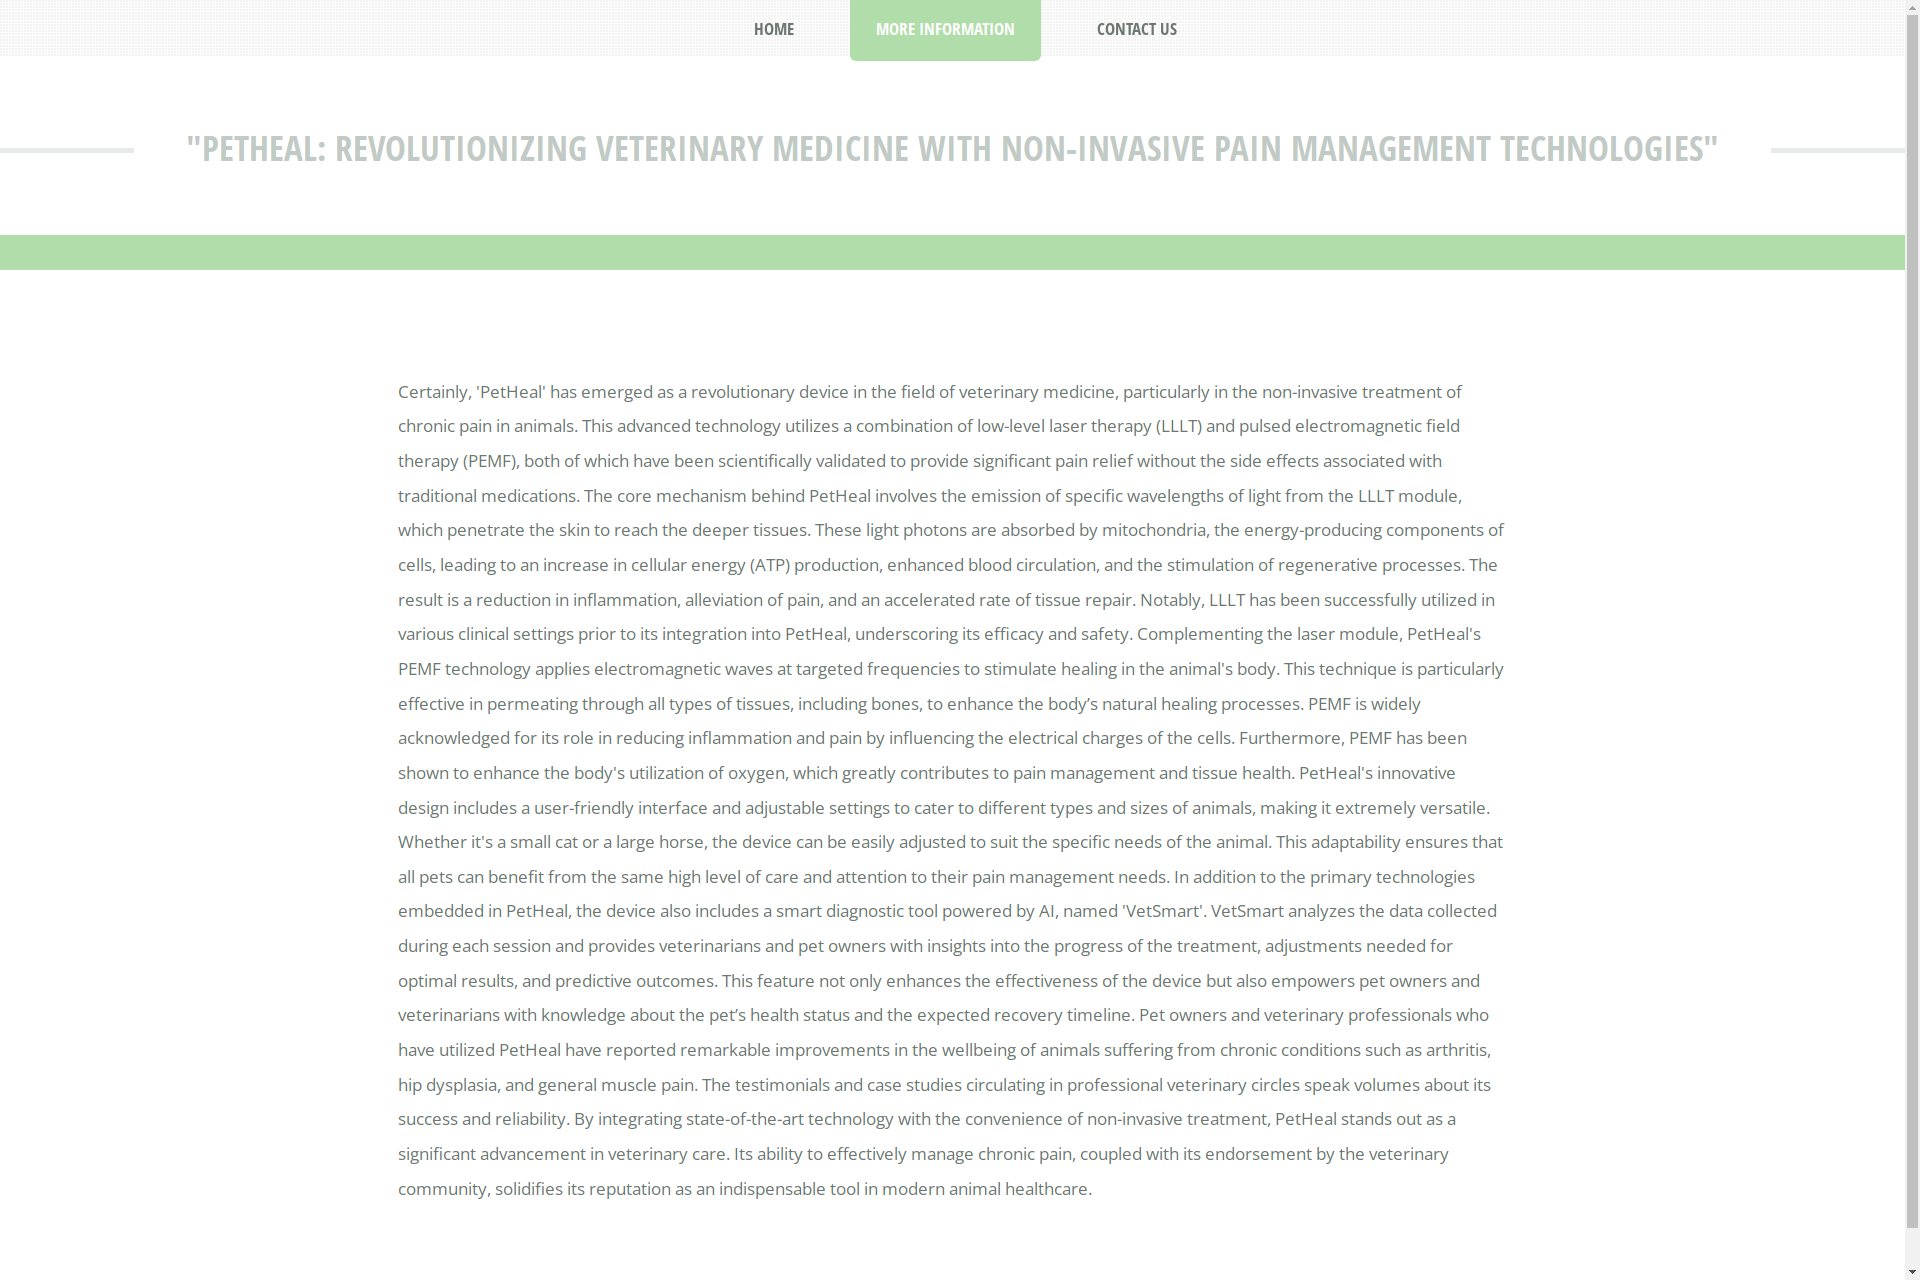 HOME
MORE INFORMATION
CONTACT US
"PETHEAL: REVOLUTIONIZING VETERINARY MEDICINE WITH NON-INVASIVE PAIN MANAGEMENT TECHNOLOGIES"
Certainly, 'PetHeal' has emerged as a revolutionary device in the field of veterinary medicine, particularly in the non-invasive treatment of
chronic pain in animals. This advanced technology utilizes a combination of low-level laser therapy (LLLT) and pulsed electromagnetic field
therapy (PEMF), both of which have been scientifically validated to provide significant pain relief without the side effects associated with
traditional medications. The core mechanism behind PetHeal involves the emission of specific wavelengths of light from the LLLT module,
which penetrate the skin to reach the deeper tissues. These light photons are absorbed by mitochondria, the energy-producing components of
cells, leading to an increase in cellular energy (ATP) production, enhanced blood circulation, and the stimulation of regenerative processes. The
result is a reduction in inflammation, alleviation of pain, and an accelerated rate of tissue repair. Notably, LLLT has been successfully utilized in
various clinical settings prior to its integration into PetHeal, underscoring its efficacy and safety. Complementing the laser module, PetHeal's
PEMF technology applies electromagnetic waves at targeted frequencies to stimulate healing in the animal's body. This technique is particularly
effective in permeating through all types of tissues, including bones, to enhance the body’s natural healing processes. PEMF is widely
acknowledged for its role in reducing inflammation and pain by influencing the electrical charges of the cells. Furthermore, PEMF has been
shown to enhance the body's utilization of oxygen, which greatly contributes to pain management and tissue health. PetHeal's innovative
design includes a user-friendly interface and adjustable settings to cater to different types and sizes of animals, making it extremely versatile.
Whether it's a small cat or a large horse, the device can be easily adjusted to suit the specific needs of the animal. This adaptability ensures that
all pets can benefit from the same high level of care and attention to their pain management needs. In addition to the primary technologies
embedded in PetHeal, the device also includes a smart diagnostic tool powered by AI, named 'VetSmart'. VetSmart analyzes the data collected
during each session and provides veterinarians and pet owners with insights into the progress of the treatment, adjustments needed for
optimal results, and predictive outcomes. This feature not only enhances the effectiveness of the device but also empowers pet owners and
veterinarians with knowledge about the pet’s health status and the expected recovery timeline. Pet owners and veterinary professionals who
have utilized PetHeal have reported remarkable improvements in the wellbeing of animals suffering from chronic conditions such as arthritis,
hip dysplasia, and general muscle pain. The testimonials and case studies circulating in professional veterinary circles speak volumes about its
success and reliability. By integrating state-of-the-art technology with the convenience of non-invasive treatment, PetHeal stands out as a
significant advancement in veterinary care. Its ability to effectively manage chronic pain, coupled with its endorsement by the veterinary
community, solidifies its reputation as an indispensable tool in modern animal healthcare.